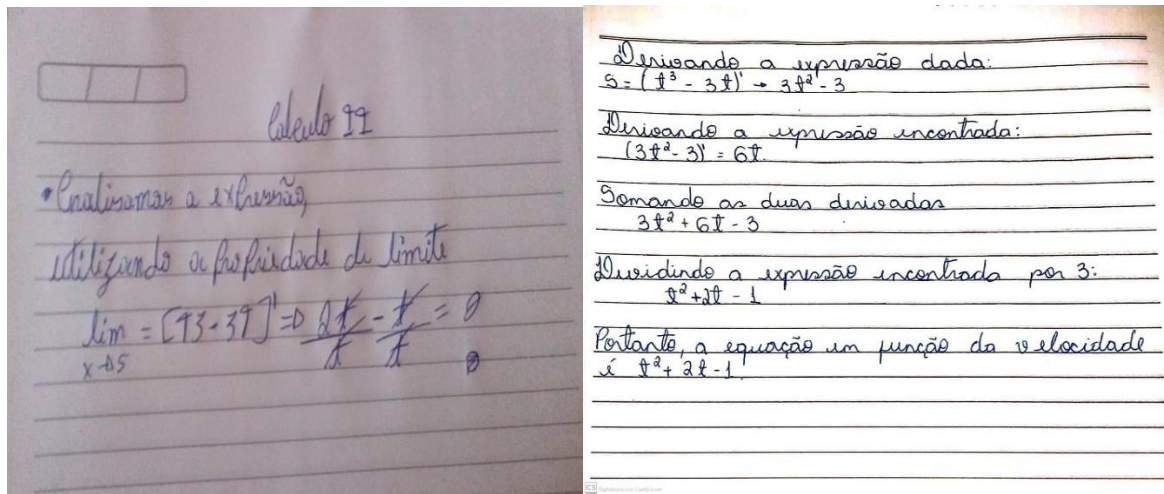 Calculo II
• Analisamos a expressão,
utilizando a propriedade de limite
lim = [T3 - 3T]' => 2t/t - t/t = 0
x→s
0
Derivando a expressão dada:
S = (t³ - 3t)' → 3t² - 3
Derivando a expressão encontrada:
(3t² - 3)' = 6t.
Somando as duas derivadas
3t² + 6t - 3
Dividindo a expressão encontrada por 3:
t² + 2t - 1
Portanto, a equação em função da velocidade
é t² + 2t - 1.
CS